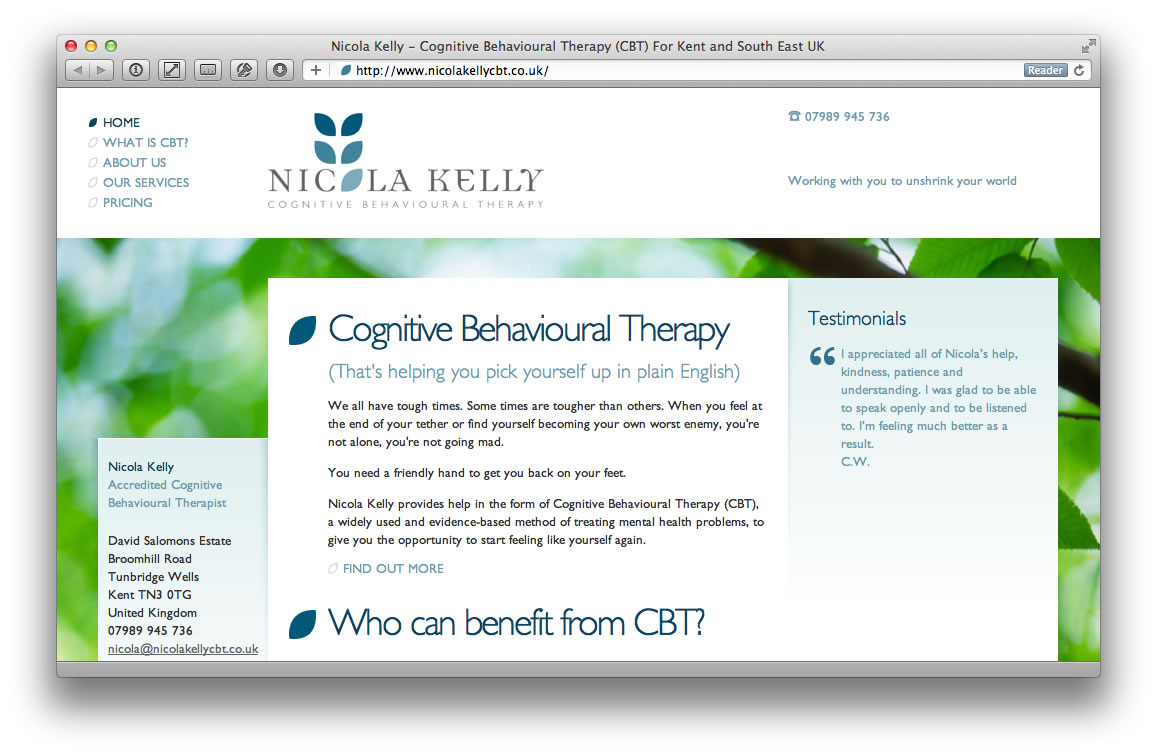 Nicola Kelly – Cognitive Behavioural Therapy (CBT) For Kent and South East UK
http://www.nicolakellycbt.co.uk/
Reader
HOME
WHAT IS CBT?
ABOUT US
OUR SERVICES
PRICING
NICOLA KELLY
COGNITIVE BEHAVIOURAL THERAPY
☎ 07989 945 736
Working with you to unshrink your world
Nicola Kelly
Accredited Cognitive
Behavioural Therapist
David Salomons Estate
Broomhill Road
Tunbridge Wells
Kent TN3 0TG
United Kingdom
07989 945 736
nicola@nicolakellycbt.co.uk
Cognitive Behavioural Therapy
(That's helping you pick yourself up in plain English)
We all have tough times. Some times are tougher than others. When you feel at
the end of your tether or find yourself becoming your own worst enemy, you're
not alone, you're not going mad.
You need a friendly hand to get you back on your feet.
Nicola Kelly provides help in the form of Cognitive Behavioural Therapy (CBT),
a widely used and evidence-based method of treating mental health problems, to
give you the opportunity to start feeling like yourself again.
FIND OUT MORE
Who can benefit from CBT?
Testimonials
“ I appreciated all of Nicola's help,
kindness, patience and
understanding. I was glad to be able
to speak openly and to be listened
to. I'm feeling much better as a
result.
C.W.